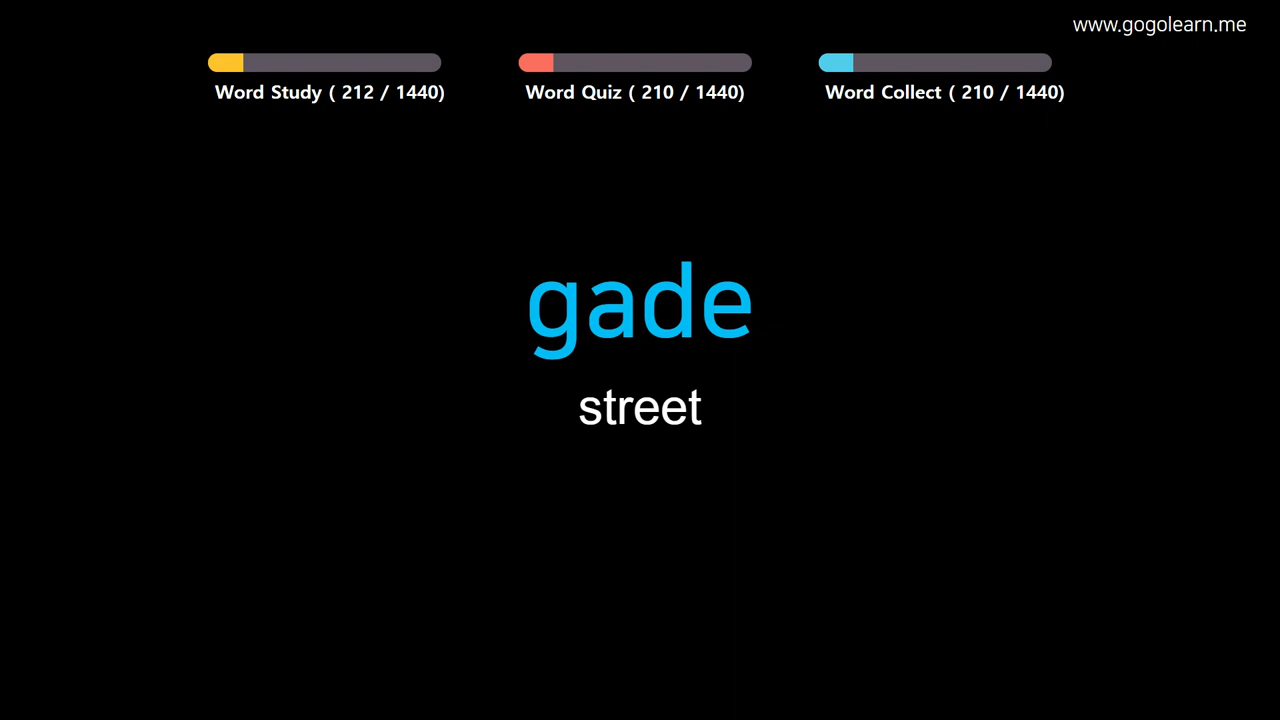 www.gogolearn.me
Word Study ( 212 / 1440)
Word Quiz ( 210 / 1440)
Word Collect ( 210 / 1440)
gade
street